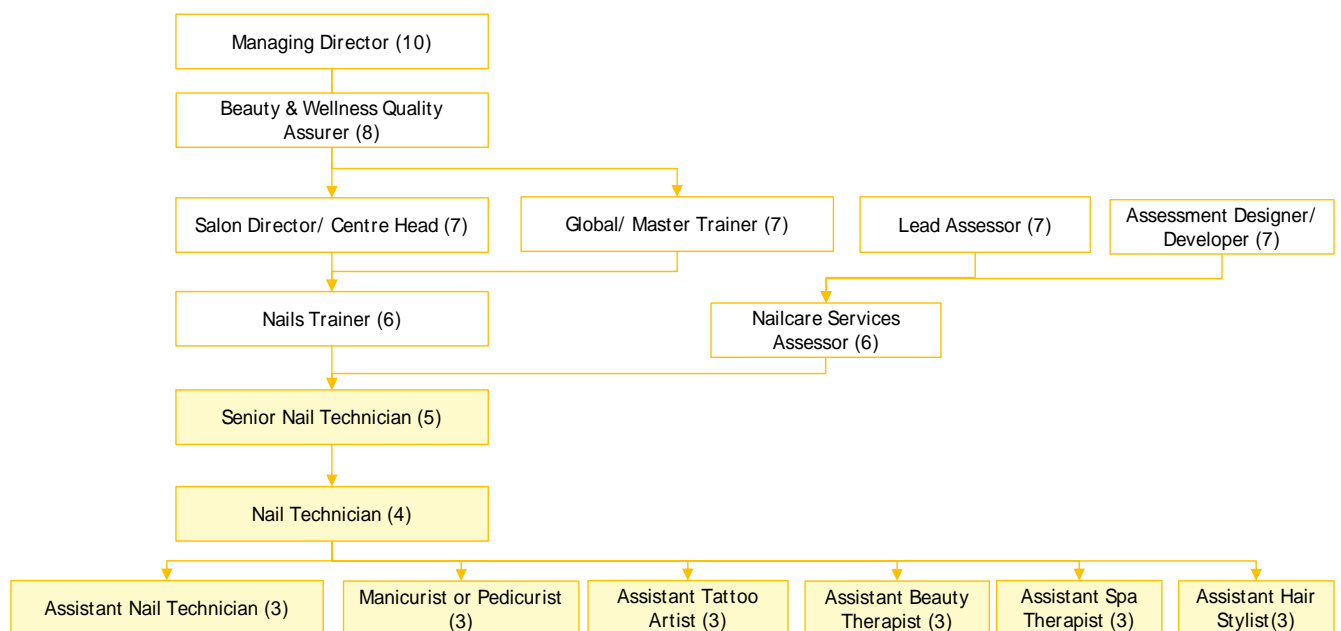 Managing Director (10)
Beauty & Wellness Quality
Assurer (8)
Salon Director/ Centre Head (7)
Global/ Master Trainer (7)
Lead Assessor (7)
Assessment Designer/
Developer (7)
Nails Trainer (6)
Nailcare Services
Assessor (6)
Senior Nail Technician (5)
Nail Technician (4)
Assistant Nail Technician (3)
Manicurist or Pedicurist
(3)
Assistant Tattoo
Artist (3)
Assistant Beauty
Therapist (3)
Assistant Spa
Therapist (3)
Assistant Hair
Stylist(3)